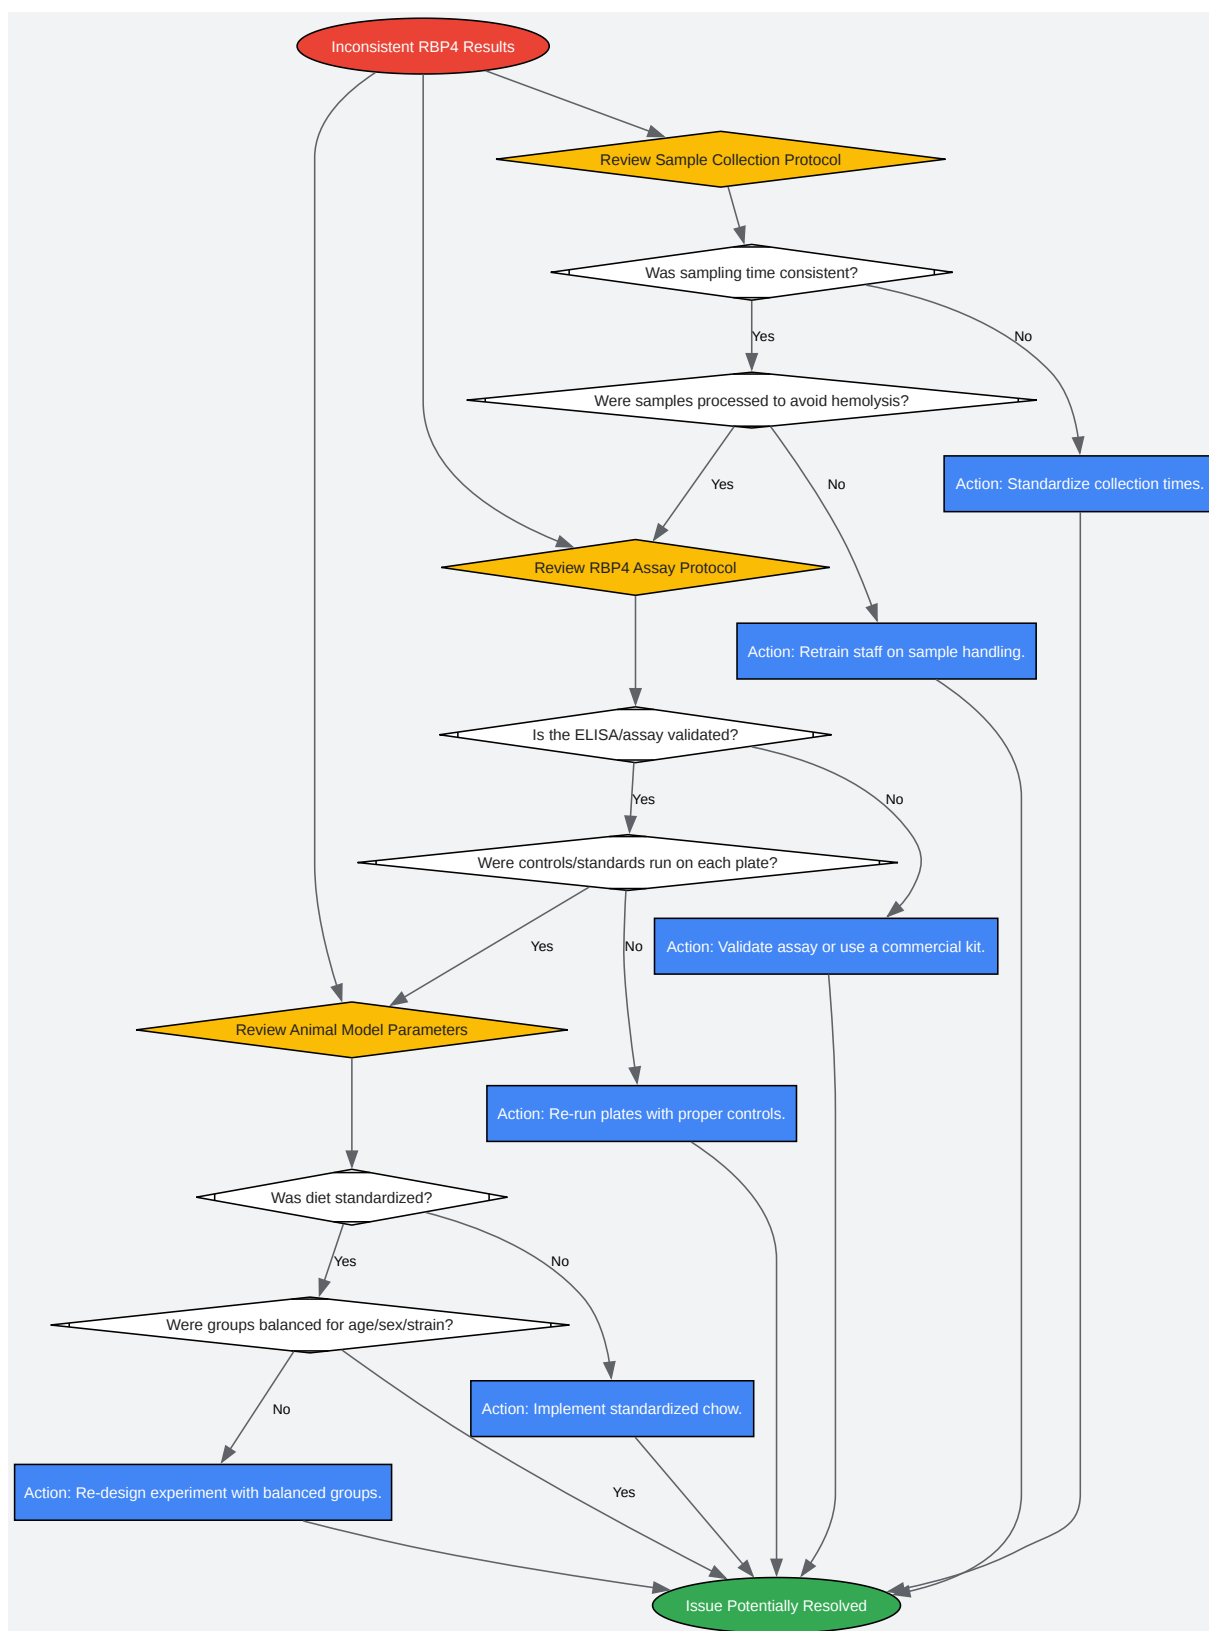 Inconsistent RBP4 Results
Review Sample Collection Protocol
Was sampling time consistent?
Yes
No
Were samples processed to avoid hemolysis?
Yes
No
Action: Standardize collection times.
Review RBP4 Assay Protocol
Action: Retrain staff on sample handling.
Is the ELISA/assay validated?
Yes
No
Were controls/standards run on each plate?
Yes
No
Action: Validate assay or use a commercial kit.
Review Animal Model Parameters
Action: Re-run plates with proper controls.
Was diet standardized?
Yes
No
Were groups balanced for age/sex/strain?
No
Action: Implement standardized chow.
Yes
Action: Re-design experiment with balanced groups.
Issue Potentially Resolved